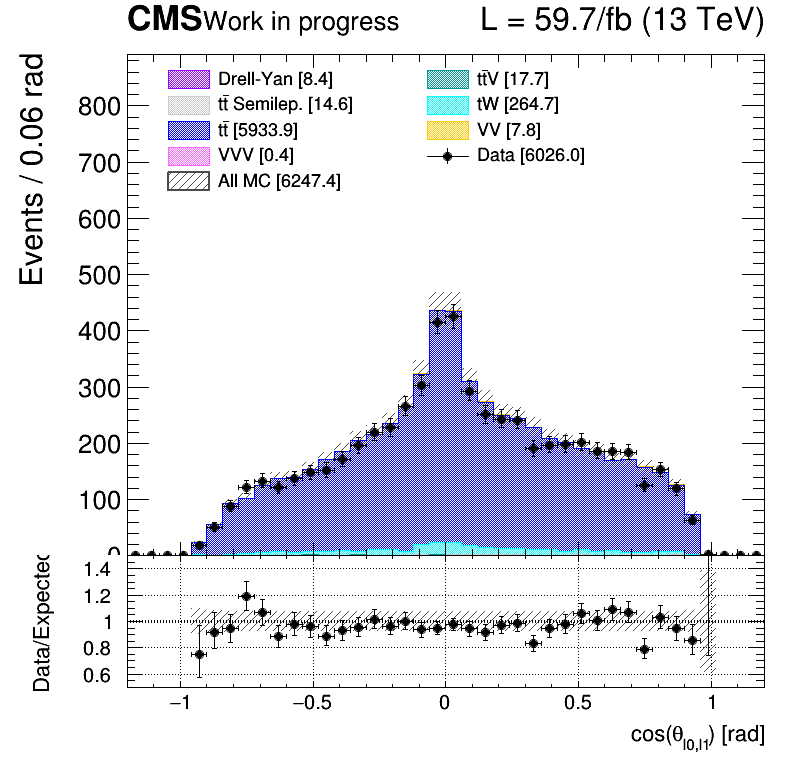 CMS Work in progress L = 59.7/fb (13 TeV)
Events / 0.06 rad
Drell-Yan [8.4]
tt̄ Semilep. [14.6]
tt̄ [5933.9]
VVV [0.4]
All MC [6247.4]
tt̄V [17.7]
tW [264.7]
VV [7.8]
Data [6026.0]
800
700
600
500
400
300
200
100
0
Data/Expected
1.4
1.2
1
0.8
0.6
−1 −0.5 0 0.5 1
cos(θl0,l1) [rad]